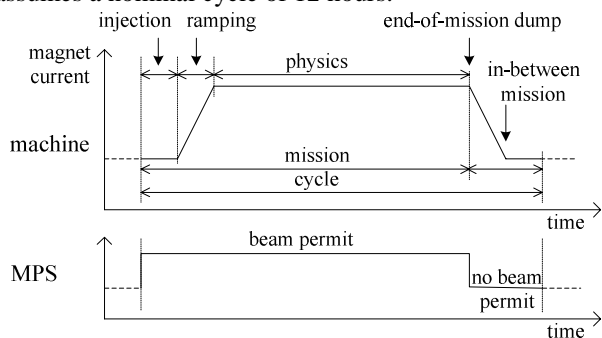 assumes a nominal cycle of 12 hours.
injection ramping end-of-mission dump
magnet current
physics
in-between mission
machine
mission
cycle
time
beam permit
MPS
no beam permit
time